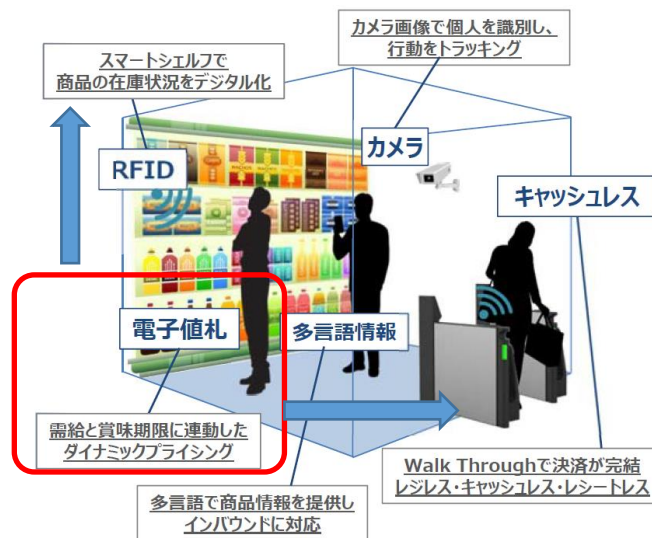 カメラ画像で個人を識別し、
行動をトラッキング
スマートシェルフで
商品の在庫状況をデジタル化
カメラ
RFID
キャッシュレス
電子値札
多言語情報
需給と賞味期限に連動した
ダイナミックプライシング
Walk Throughで決済が完結
レジレス・キャッシュレス・レシートレス
多言語で商品情報を提供し
インバウンドに対応